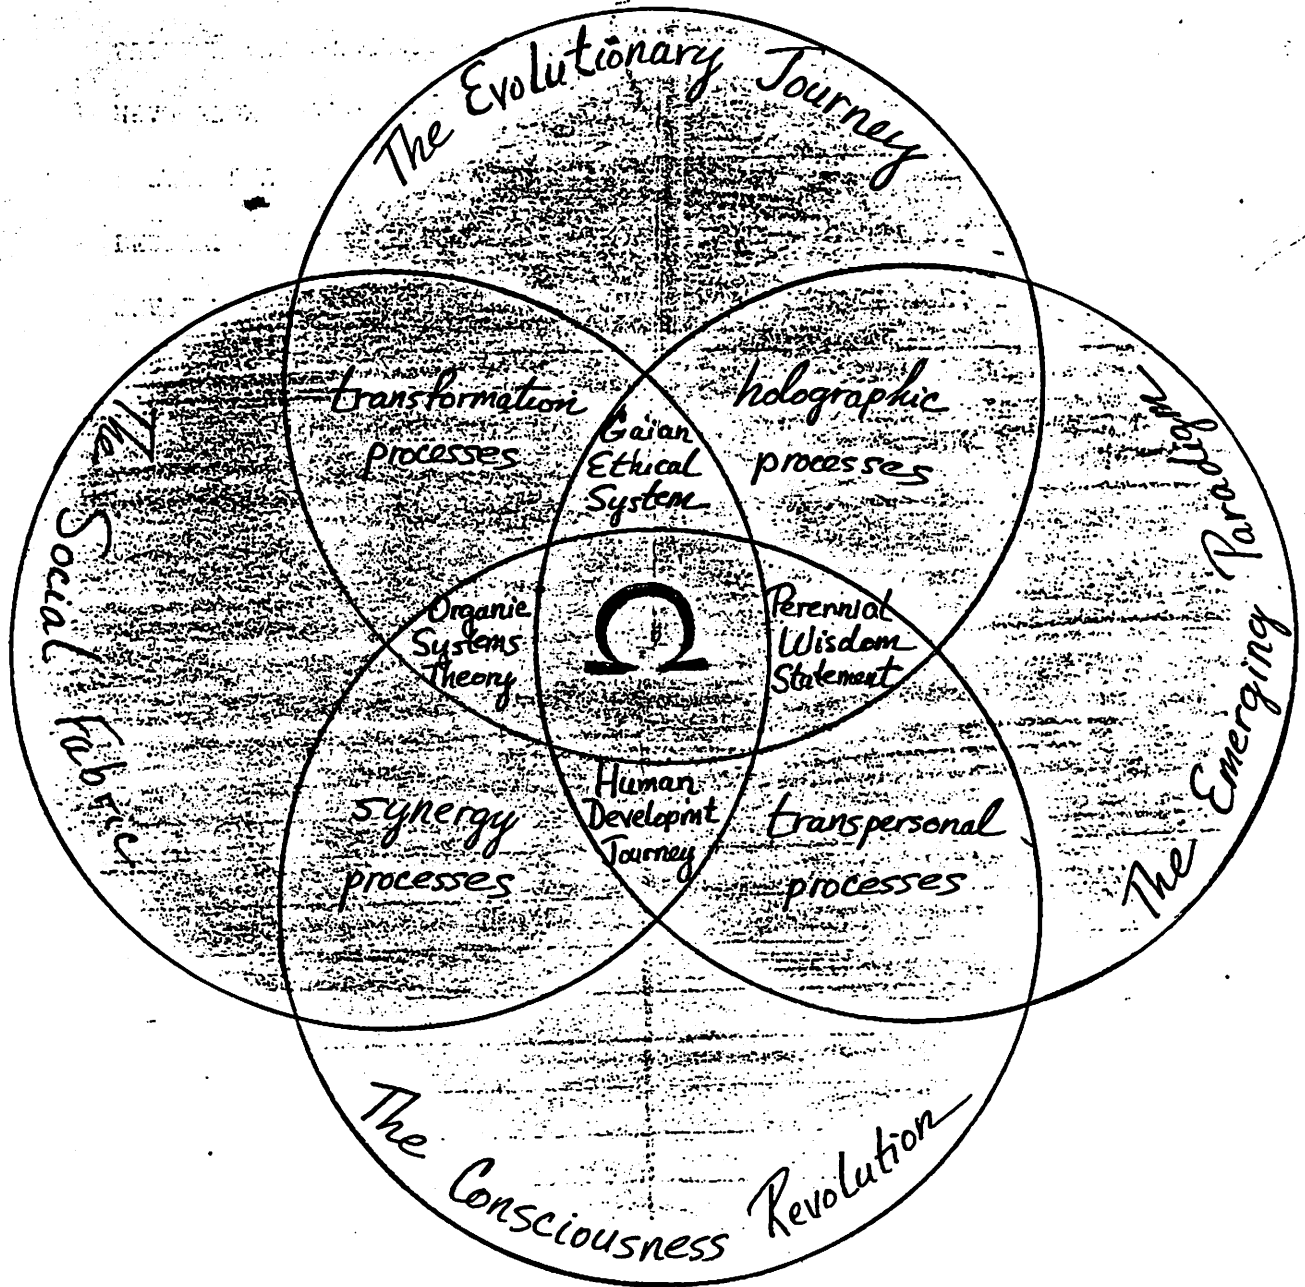 The Evolutionary Journey
transformation
processes
holographic
processes
Gaian
Ethical
System
The Social Fabric
The Emerging Paradigm
Organic
Systems
Theory
Ω
Perennial
Wisdom
Statement
synergy
processes
Human
Developmt
Journey
transpersonal
processes
The Consciousness Revolution